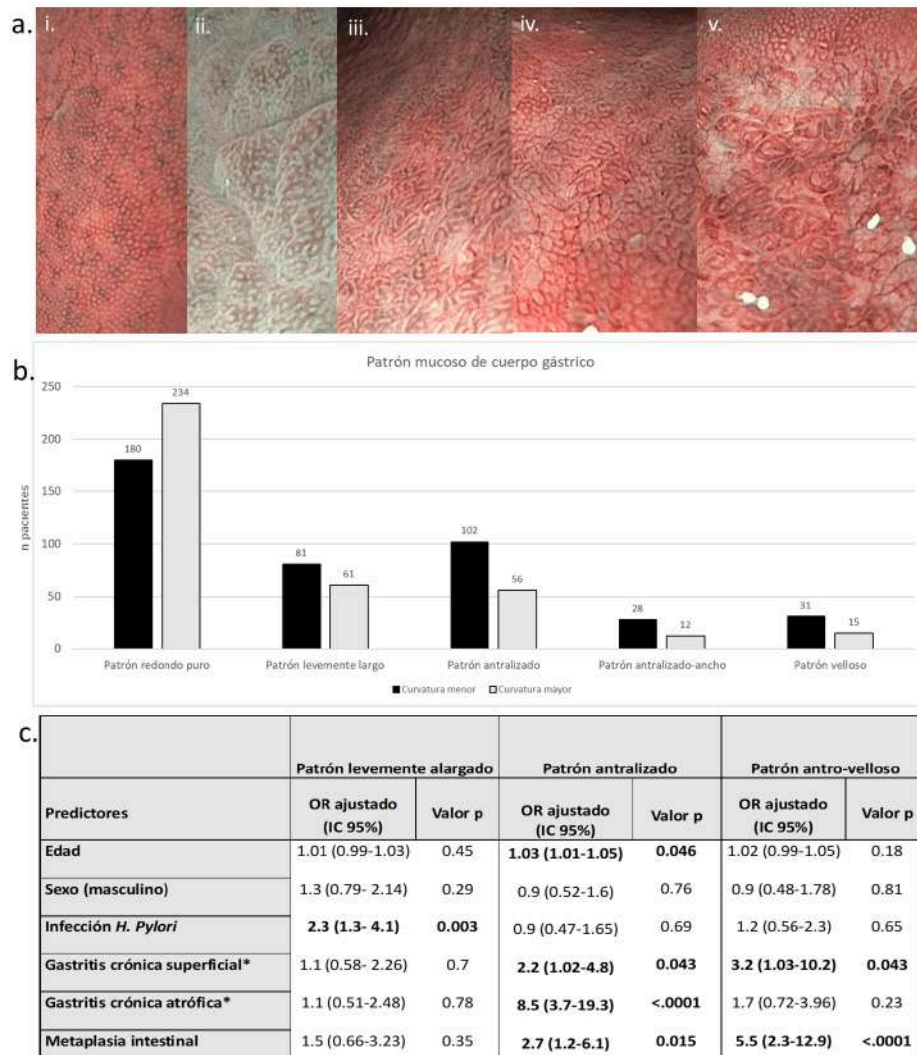 a.
i.
ii.
iii.
iv.
v.
b.
Patrón mucoso de cuerpo gástrico
n pacientes
250
200
150
100
50
0
180
234
81
61
102
56
28
12
31
15
Patrón redondo puro
Patrón levemente largo
Patrón antralizado
Patrón antralizado-ancho
Patrón velloso
Curvatura menor
Curvatura mayor
c.
Patrón levemente alargado Patrón antralizado Patrón antro-velloso
Predictores OR ajustado (IC 95%) Valor p OR ajustado (IC 95%) Valor p OR ajustado (IC 95%) Valor p
Edad 1.01 (0.99-1.03) 0.45 1.03 (1.01-1.05) 0.046 1.02 (0.99-1.05) 0.18
Sexo (masculino) 1.3 (0.79- 2.14) 0.29 0.9 (0.52-1.6) 0.76 0.9 (0.48-1.78) 0.81
Infección H. Pylori 2.3 (1.3- 4.1) 0.003 0.9 (0.47-1.65) 0.69 1.2 (0.56-2.3) 0.65
Gastritis crónica superficial* 1.1 (0.58- 2.26) 0.7 2.2 (1.02-4.8) 0.043 3.2 (1.03-10.2) 0.043
Gastritis crónica atrófica* 1.1 (0.51-2.48) 0.78 8.5 (3.7-19.3) <.0001 1.7 (0.72-3.96) 0.23
Metaplasia intestinal 1.5 (0.66-3.23) 0.35 2.7 (1.2-6.1) 0.015 5.5 (2.3-12.9) <.0001